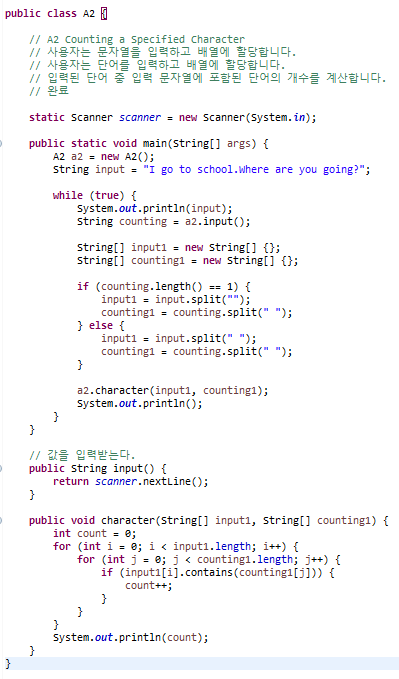 public class A2 {
// A2 Counting a Specified Character
// 사용자는 문자열을 입력하고 배열에 할당합니다.
// 사용자는 단어를 입력하고 배열에 할당합니다.
// 입력된 단어 중 입력 문자열에 포함된 단어의 개수를 계산합니다.
// 완료
static Scanner scanner = new Scanner(System.in);
public static void main(String[] args) {
A2 a2 = new A2();
String input = "I go to school.Where are you going?";
while (true) {
System.out.println(input);
String counting = a2.input();
String[] input1 = new String[] {};
String[] counting1 = new String[] {};
if (counting.length() == 1) {
input1 = input.split("");
counting1 = counting.split(" ");
} else {
input1 = input.split(" ");
counting1 = counting.split(" ");
}
a2.character(input1, counting1);
System.out.println();
}
}
// 값을 입력받는다.
public String input() {
return scanner.nextLine();
}
public void character(String[] input1, String[] counting1) {
int count = 0;
for (int i = 0; i < input1.length; i++) {
for (int j = 0; j < counting1.length; j++) {
if (input1[i].contains(counting1[j])) {
count++;
}
}
}
System.out.println(count);
}
}